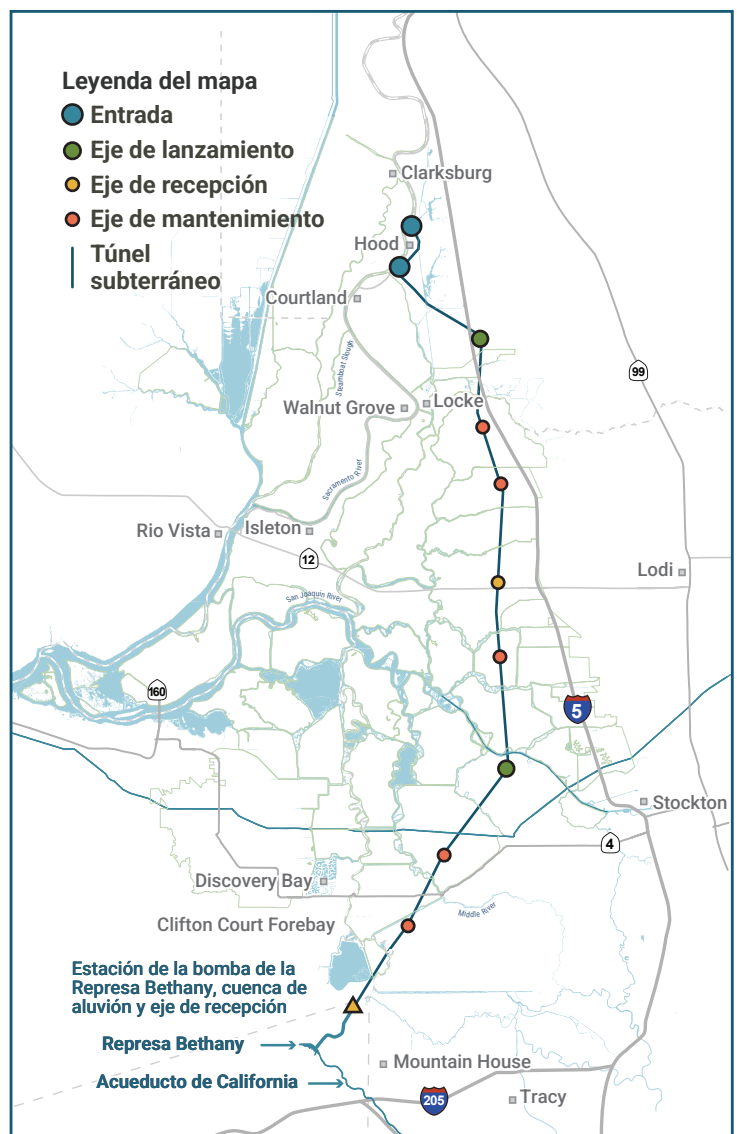 Leyenda del mapa
Entrada
Eje de lanzamiento
Eje de recepción
Eje de mantenimiento
Túnel
subterráneo
Clarksburg
Hood
Courtland
Steamboat Slough
99
Walnut Grove
Locke
Sacramento River
Rio Vista
Isleton
12
Lodi
San Joaquin River
160
5
Stockton
4
Discovery Bay
Middle River
Clifton Court Forebay
Estación de la bomba de la
Represa Bethany, cuenca de
aluvión y eje de recepción
Represa Bethany
Mountain House
Acueducto de California
205
Tracy